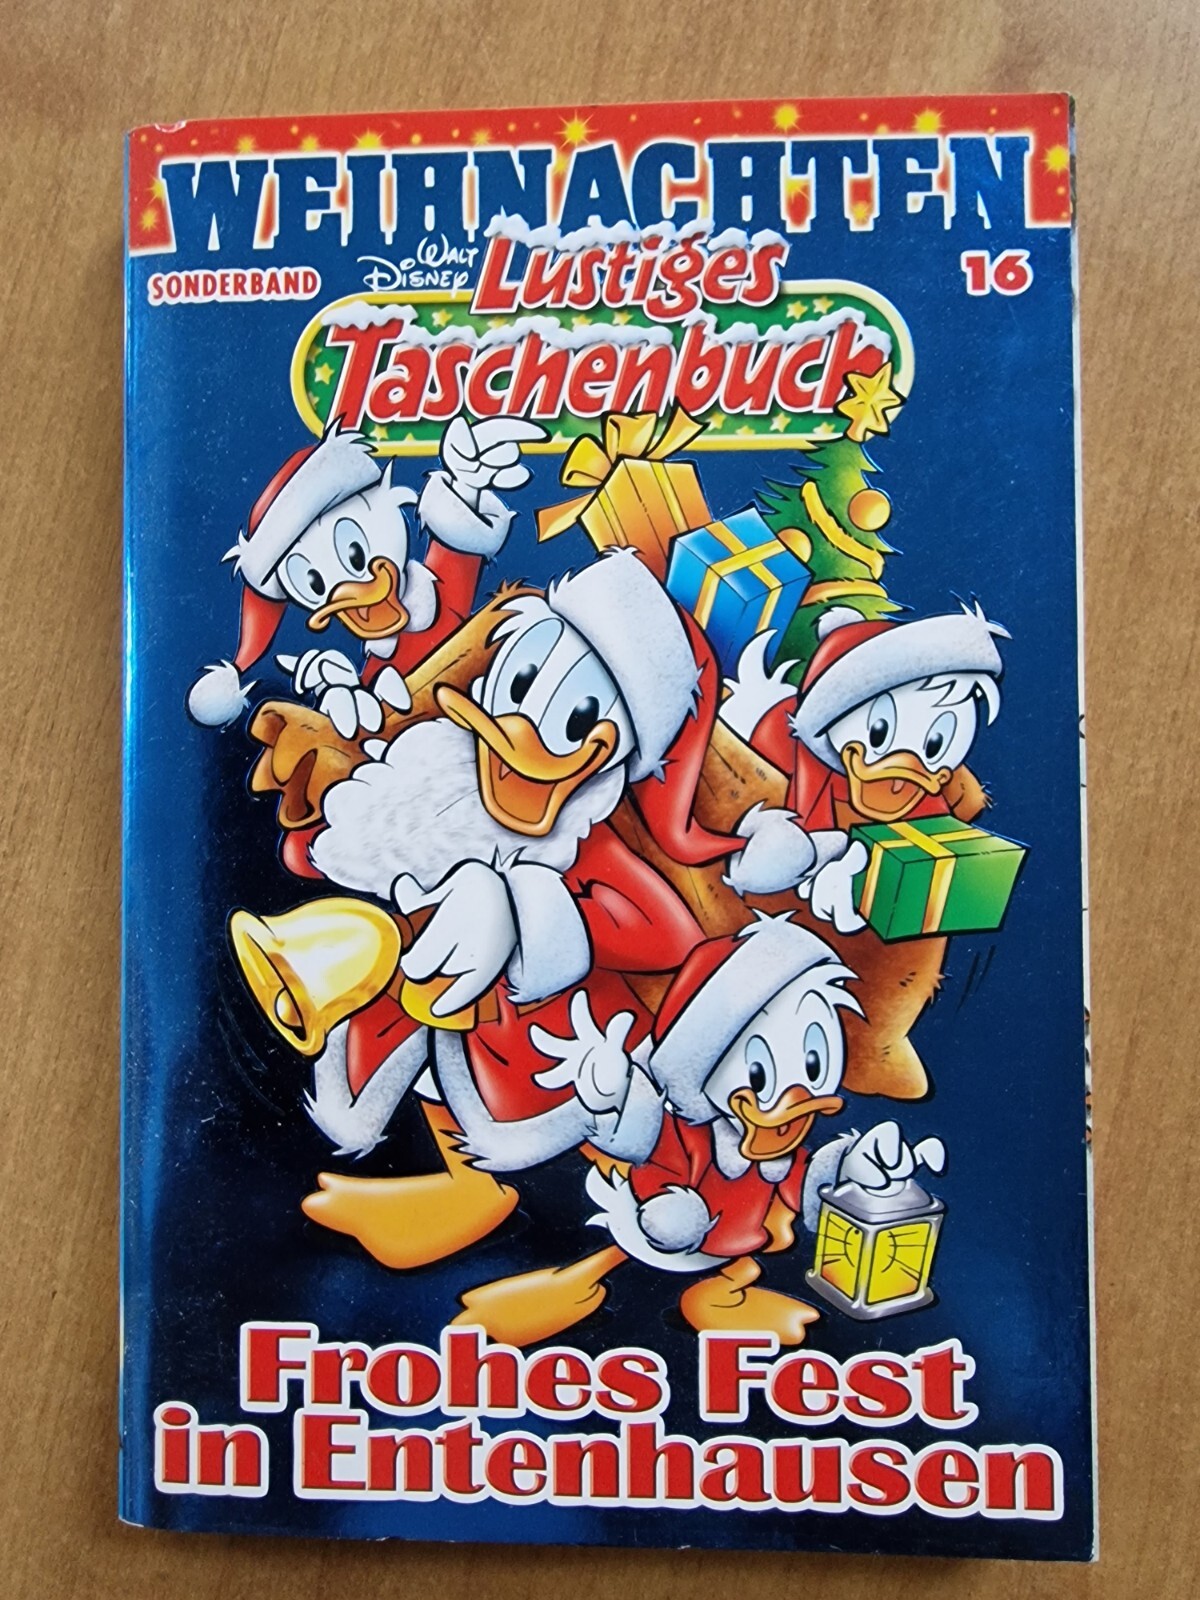 WEIHNACHTEN
SONDERBAND
WALT DISNEY
Lustiges
16
Taschenbuch
Frohes Fest
in Entenhausen